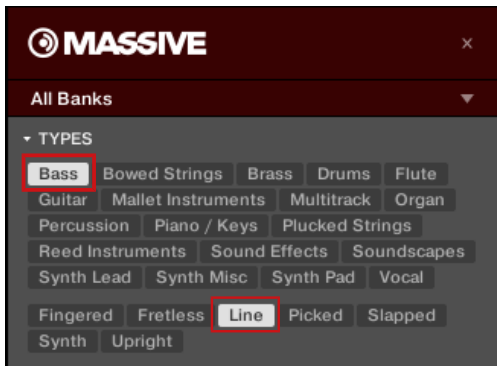 MASSIVE
All Banks
TYPES
Bass Bowed Strings Brass Drums Flute
Guitar Mallet Instruments Multitrack Organ
Percussion Piano / Keys Plucked Strings
Reed Instruments Sound Effects Soundscapes
Synth Lead Synth Misc Synth Pad Vocal
Fingered Fretless Line Picked Slapped
Synth Upright